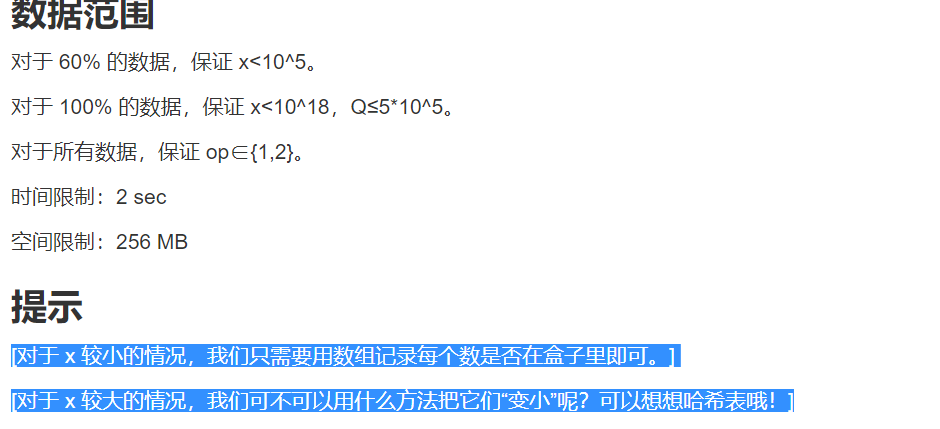 数据范围
对于 60% 的数据，保证 x<10^5。
对于 100% 的数据，保证 x<10^18，Q≤5*10^5。
对于所有数据，保证 op∈{1,2}。
时间限制：2 sec
空间限制：256 MB
提示
[对于 x 较小的情况，我们只需要用数组记录每个数是否在盒子里即可。]
[对于 x 较大的情况，我们可不可以用什么方法把它们“变小”呢？可以想想哈希表哦！]